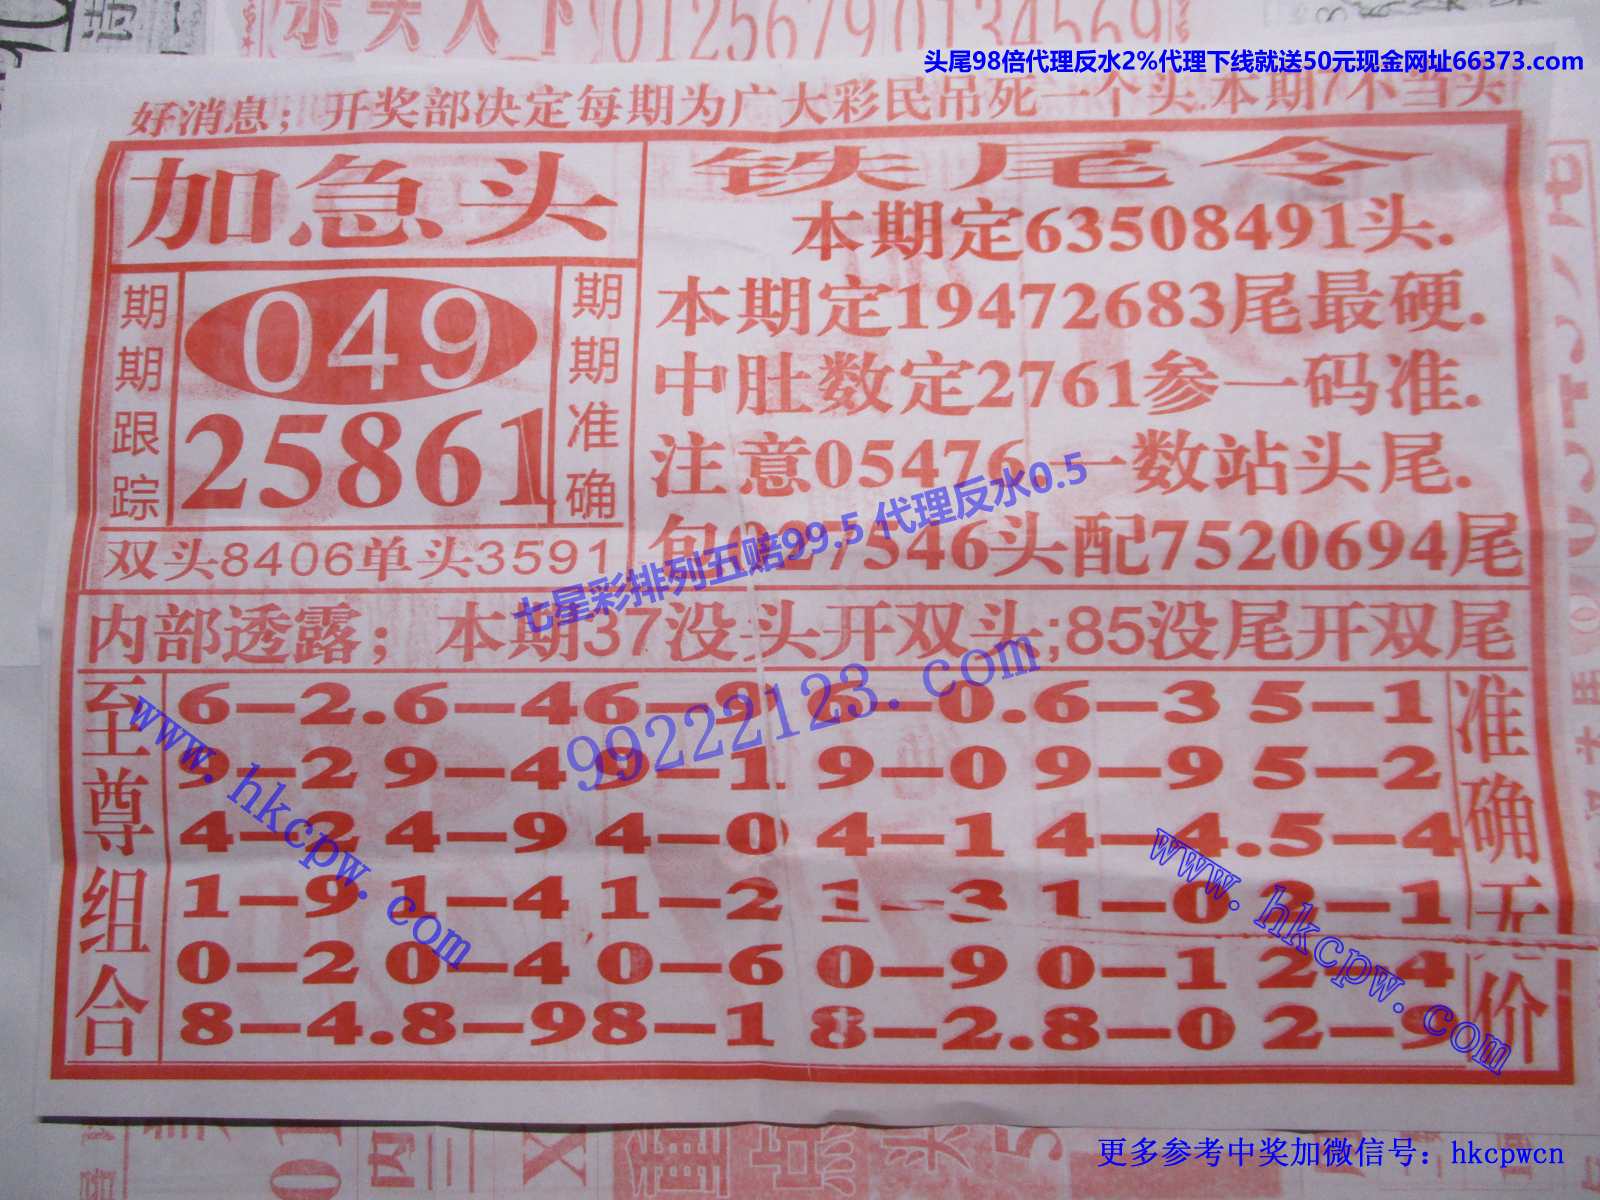 头尾98倍代理反水2%代理下线就送50元现金网址66373.com
好消息；开奖部决定每期为广大彩民吊死一个头.本期7不当头
加急头
期期跟踪
049
25861
期期准确
双头8406单头3591
铁尾令
本期定63508491头.
本期定19472683尾最硬.
中肚数定2761参一码准.
注意05476.一数站头尾.
包027546头配7520694尾
七星彩排列五赔99.5 代理反水0.5
内部透露；本期37没头开双头;85没尾开双尾
99222123.com
至尊组合
6-2.6-46-9 6-0.6-3 5-1
9-2 9-4 9-1 9-0 9-9 5-2
4-2 4-9 4-0 4-1 4-4.5-4
1-9 1-4 1-2 1-3 1-0 2-1
0-2 0-4 0-6 0-9 0-1 2-4
8-4.8-98-1 8-2.8-0 2-9
准确无价
www.hkcpw.com
www.hkcpw.com
更多参考中奖加微信号：hkcpwcn